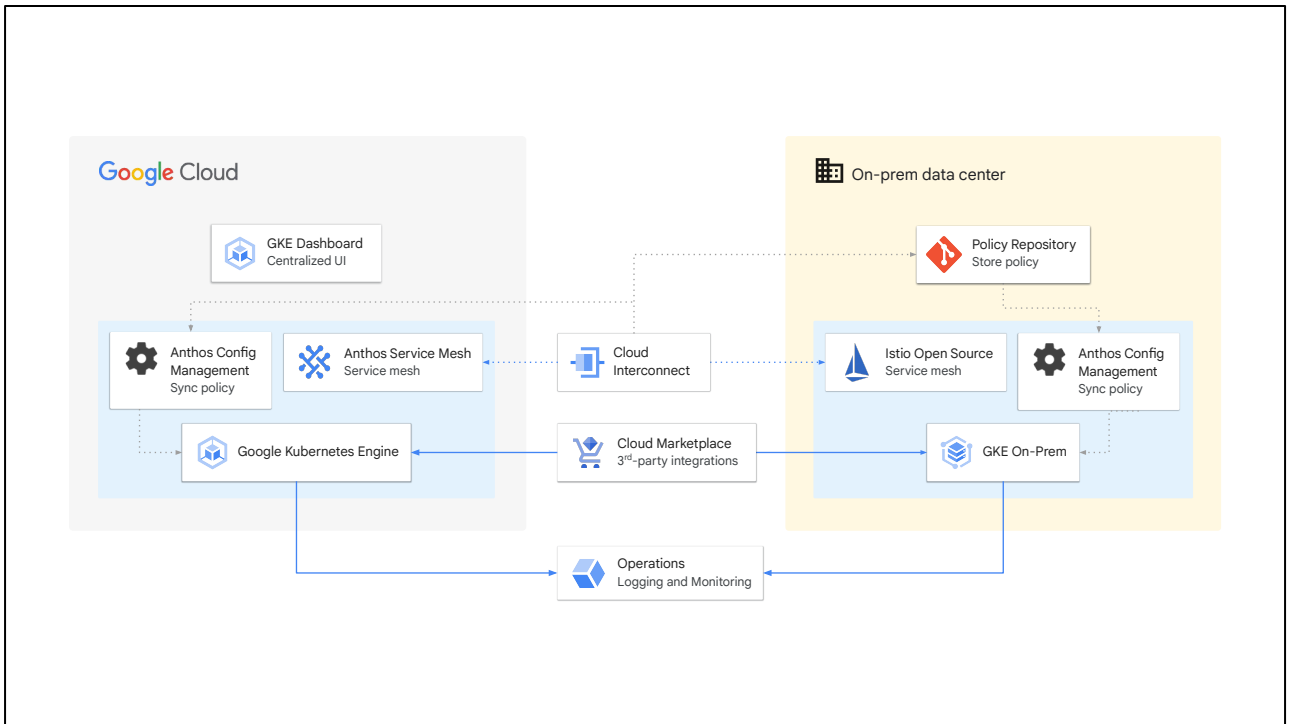 Google Cloud
On-prem data center
GKE Dashboard
Centralized UI
Policy Repository
Store policy
Anthos Config
Management
Sync policy
Anthos Service Mesh
Service mesh
Cloud
Interconnect
Istio Open Source
Service mesh
Anthos Config
Management
Sync policy
Google Kubernetes Engine
Cloud Marketplace
3rd-party integrations
GKE On-Prem
Operations
Logging and Monitoring